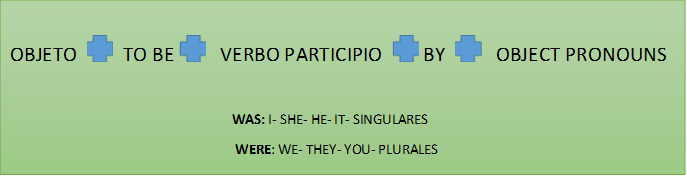 OBJETO TO BE VERBO PARTICIPIO BY OBJECT PRONOUNS
WAS: I- SHE- HE- IT- SINGULARES
WERE: WE- THEY- YOU- PLURALES